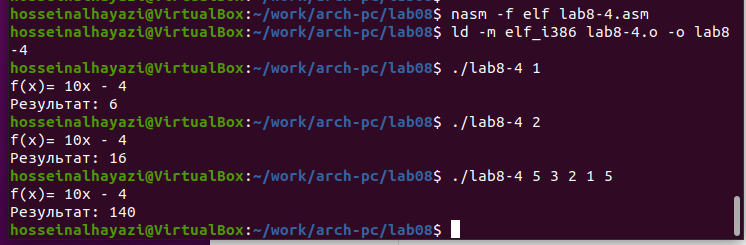 hosseinalhayazi@VirtualBox:~/work/arch-pc/lab08$ nasm -f elf lab8-4.asm
hosseinalhayazi@VirtualBox:~/work/arch-pc/lab08$ ld -m elf_i386 lab8-4.o -o lab8
-4
hosseinalhayazi@VirtualBox:~/work/arch-pc/lab08$ ./lab8-4 1
f(x)= 10x - 4
Результат: 6
hosseinalhayazi@VirtualBox:~/work/arch-pc/lab08$ ./lab8-4 2
f(x)= 10x - 4
Результат: 16
hosseinalhayazi@VirtualBox:~/work/arch-pc/lab08$ ./lab8-4 5 3 2 1 5
f(x)= 10x - 4
Результат: 140
hosseinalhayazi@VirtualBox:~/work/arch-pc/lab08$